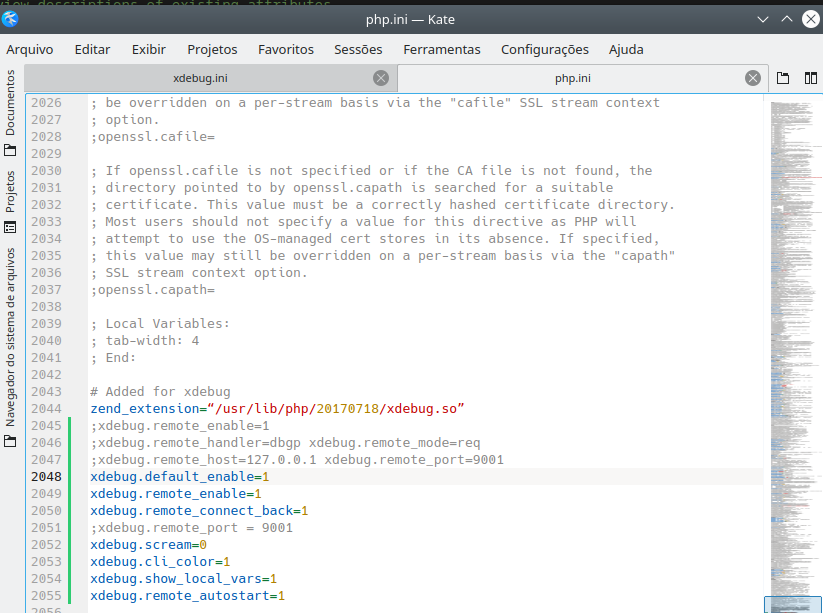 view descriptions of existing attributes
php.ini — Kate
Arquivo Editar Exibir Projetos Favoritos Sessões Ferramentas Configurações Ajuda
xdebug.ini
php.ini
Documentos
Projetos
Navegador do sistema de arquivos
2026 ; be overridden on a per-stream basis via the "cafile" SSL stream context
2027 ; option.
2028 ;openssl.cafile=
2029
2030 ; If openssl.cafile is not specified or if the CA file is not found, the
2031 ; directory pointed to by openssl.capath is searched for a suitable
2032 ; certificate. This value must be a correctly hashed certificate directory.
2033 ; Most users should not specify a value for this directive as PHP will
2034 ; attempt to use the OS-managed cert stores in its absence. If specified,
2035 ; this value may still be overridden on a per-stream basis via the "capath"
2036 ; SSL stream context option.
2037 ;openssl.capath=
2038
2039 ; Local Variables:
2040 ; tab-width: 4
2041 ; End:
2042
2043 # Added for xdebug
2044 zend_extension=“/usr/lib/php/20170718/xdebug.so”
2045 ;xdebug.remote_enable=1
2046 ;xdebug.remote_handler=dbgp xdebug.remote_mode=req
2047 ;xdebug.remote_host=127.0.0.1 xdebug.remote_port=9001
2048 xdebug.default_enable=1
2049 xdebug.remote_enable=1
2050 xdebug.remote_connect_back=1
2051 ;xdebug.remote_port = 9001
2052 xdebug.scream=0
2053 xdebug.cli_color=1
2054 xdebug.show_local_vars=1
2055 xdebug.remote_autostart=1
2056